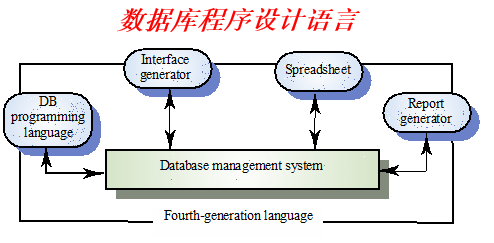 数据库程序设计语言
Interface
generator
Spreadsheet
DB
programming
language
Report
generator
Database management system
Fourth-generation language